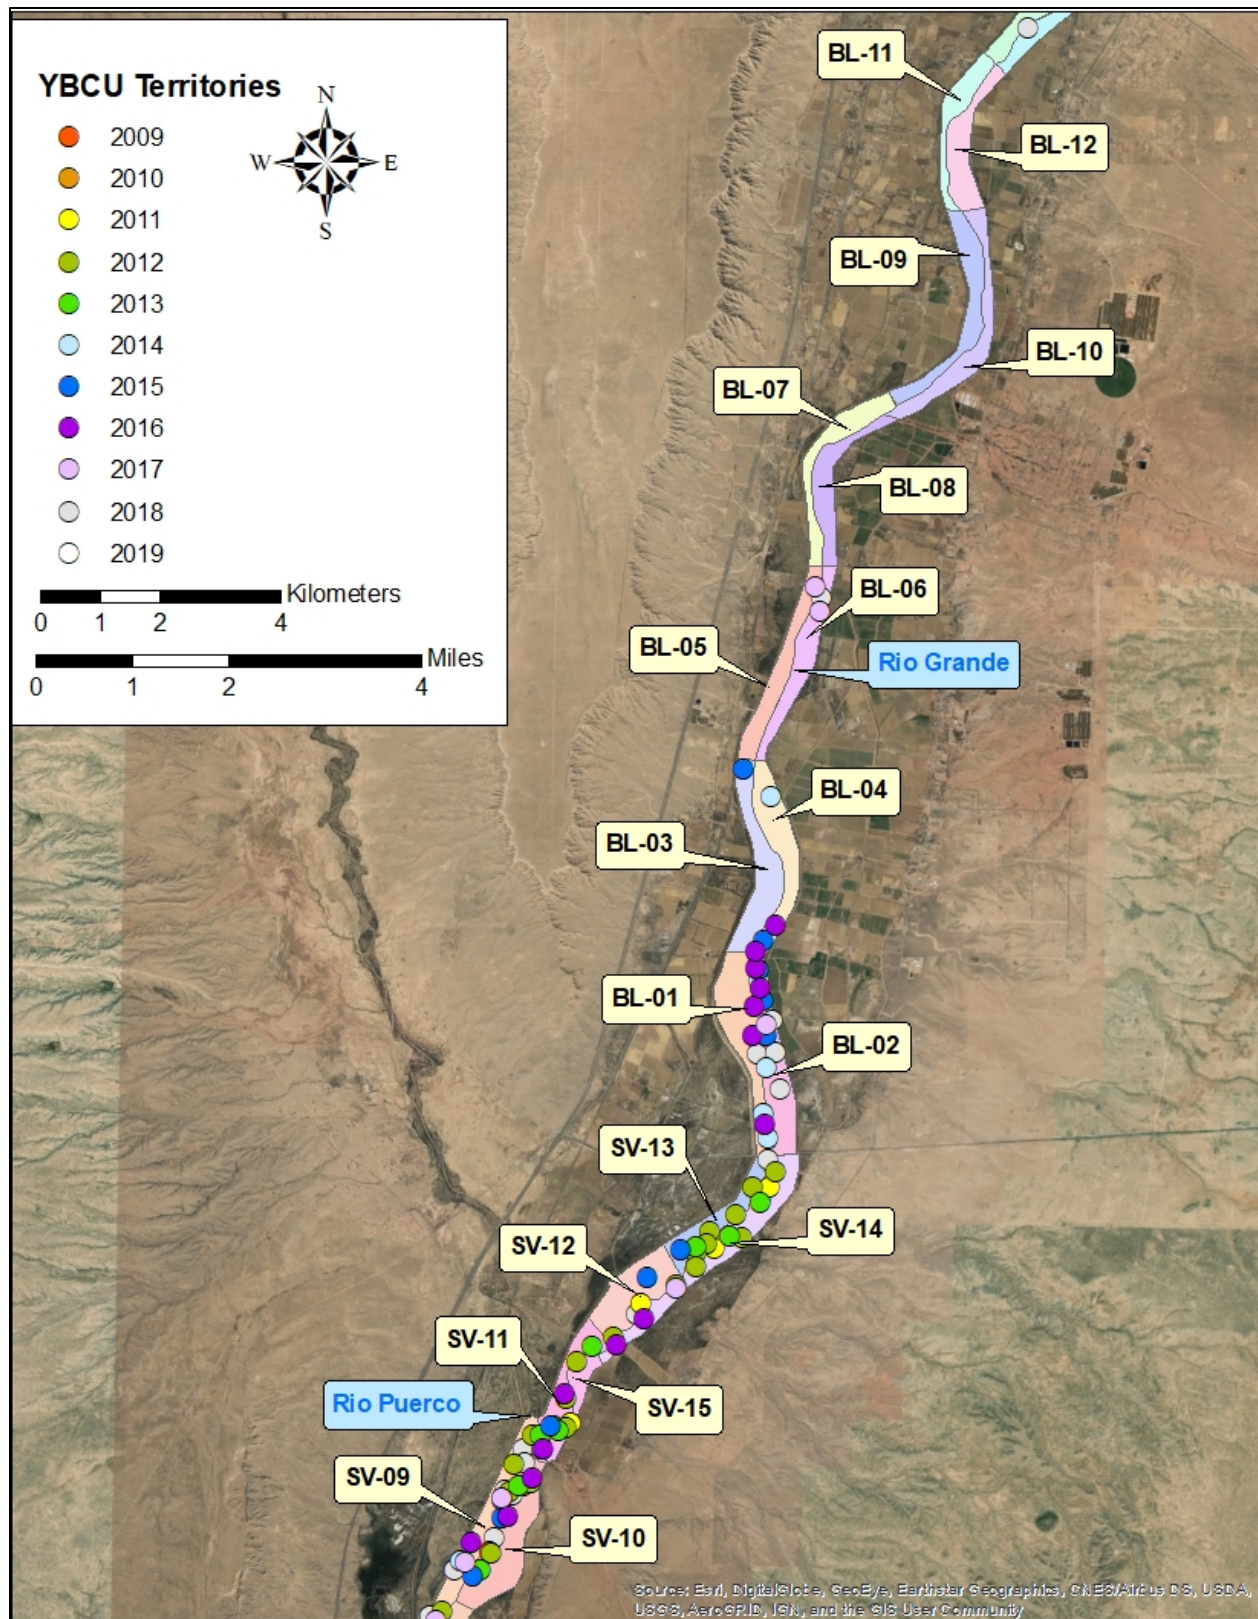 YBCU Territories
2009
2010
2011
2012
2013
2014
2015
2016
2017
2018
2019
N
W E
S
Kilometers
0 1 2 4
Miles
0 1 2 4
BL-11
BL-12
BL-09
BL-10
BL-07
BL-08
BL-06
BL-05
Rio Grande
BL-04
BL-03
BL-01
BL-02
SV-13
SV-14
SV-12
SV-11
Rio Puerco
SV-15
SV-09
SV-10
Source: Esri, DigitalGlobe, GeoEye, Earthstar Geographics, CNES/Airbus DS, USDA,
USGS, AeroGRID, IGN, and the GIS User Community